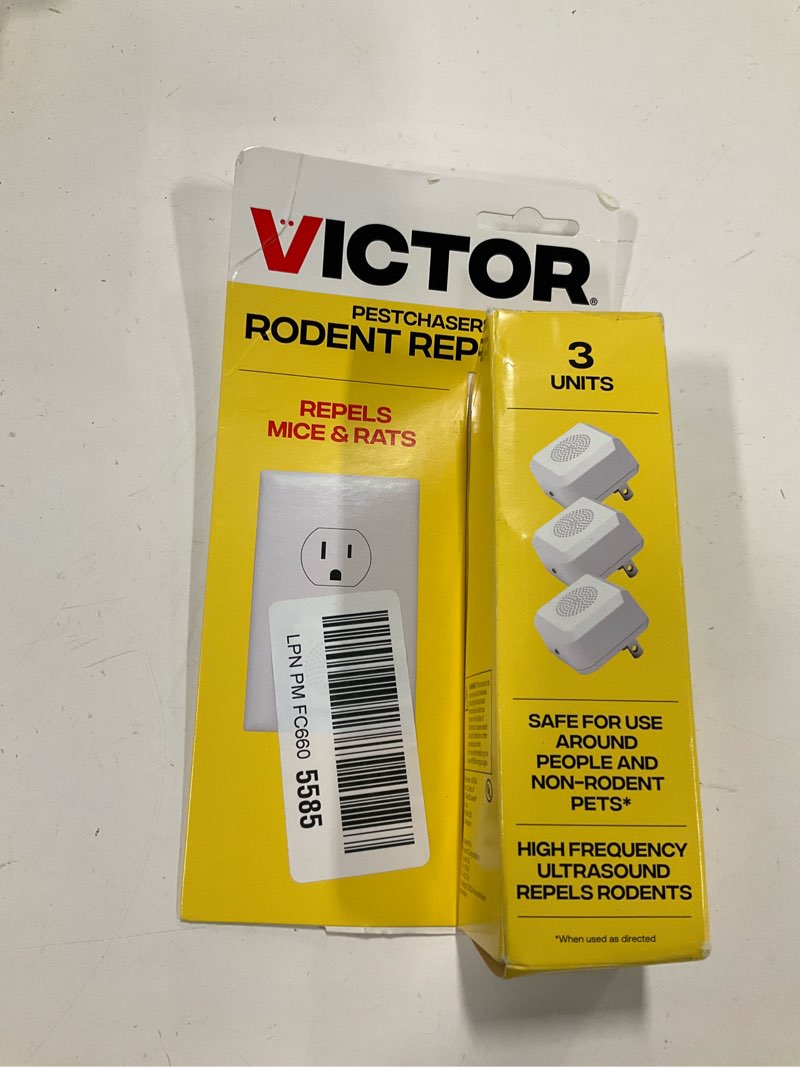 VICTOR®
PESTCHASER
RODENT REP
REPELS
MICE & RATS
LPN PM FC660 5585
3
UNITS
SAFE FOR USE
AROUND
PEOPLE AND
NON-RODENT
PETS*
HIGH FREQUENCY
ULTRASOUND
REPELS RODENTS
*When used as directed